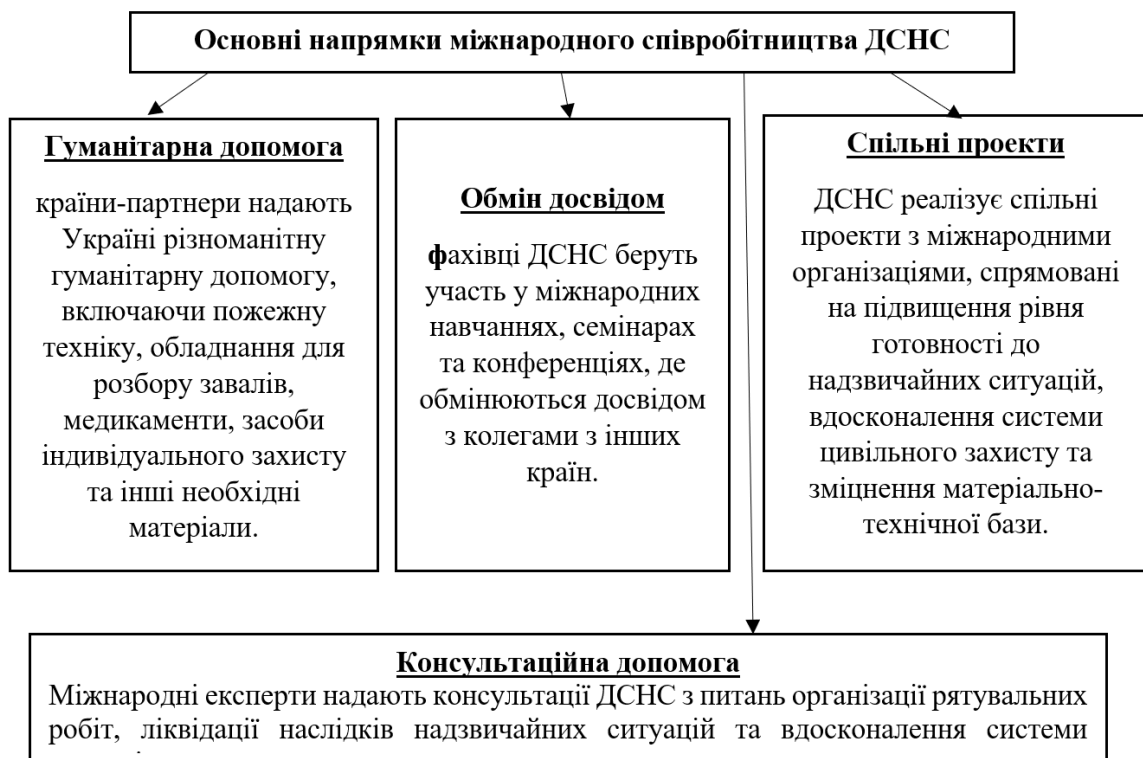 Основні напрямки міжнародного співробітництва ДСНС
Гуманітарна допомога
країни-партнери надають
Україні різноманітну
гуманітарну допомогу,
включаючи пожежну
техніку, обладнання для
розбору завалів,
медикаменти, засоби
індивідуального захисту
та інші необхідні
матеріали.
Обмін досвідом
фахівці ДСНС беруть
участь у міжнародних
навчаннях, семінарах
та конференціях, де
обмінюються досвідом
з колегами з інших
країн.
Спільні проекти
ДСНС реалізує спільні
проекти з міжнародними
організаціями, спрямовані
на підвищення рівня
готовності до
надзвичайних ситуацій,
вдосконалення системи
цивільного захисту та
зміцнення матеріально-
технічної бази.
Консультаційна допомога
Міжнародні експерти надають консультації ДСНС з питань організації рятувальних
робіт, ліквідації наслідків надзвичайних ситуацій та вдосконалення системи